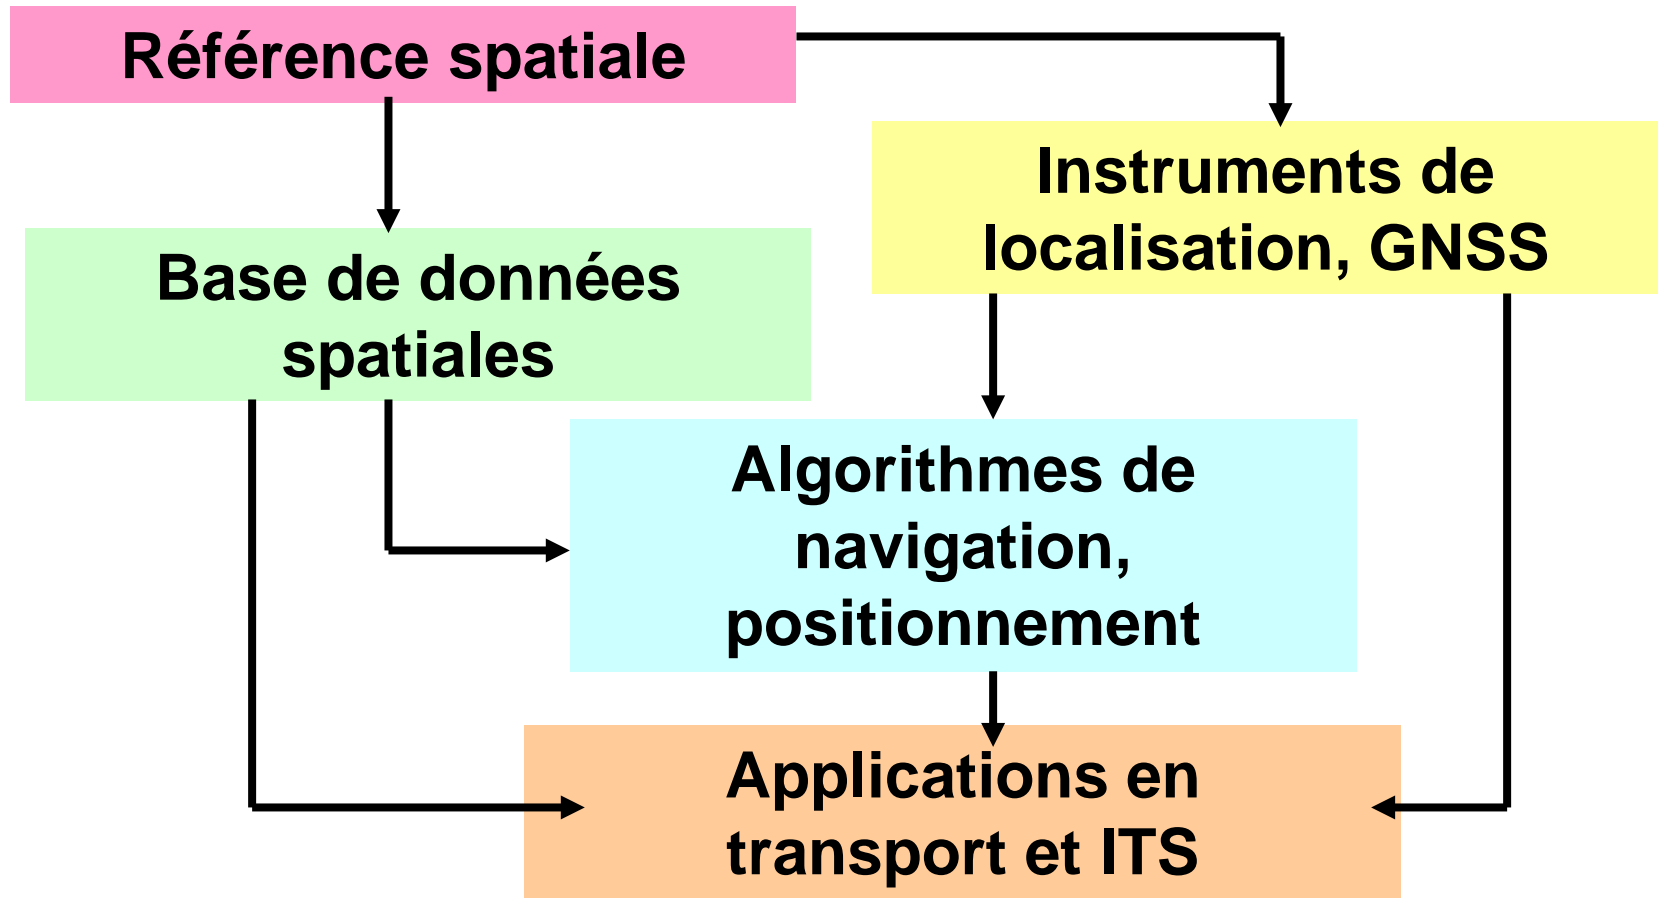 Référence spatiale
Instruments de
localisation, GNSS
Base de données
spatiales
Algorithmes de
navigation,
positionnement
Applications en
transport et ITS